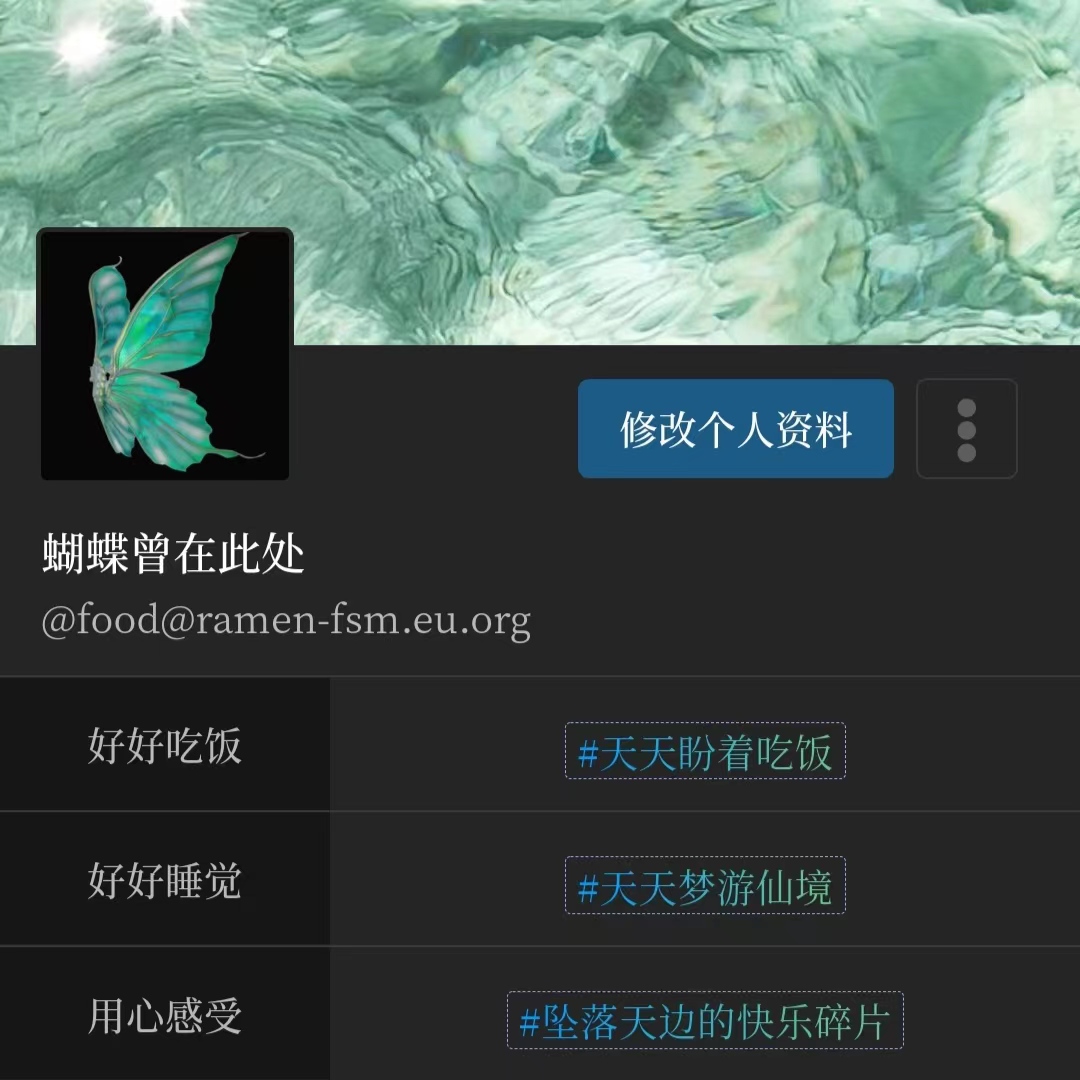 修改个人资料
蝴蝶曾在此处
@food@ramen-fsm.eu.org
好好吃饭 #天天盼着吃饭
好好睡觉 #天天梦游仙境
用心感受 #坠落天边的快乐碎片